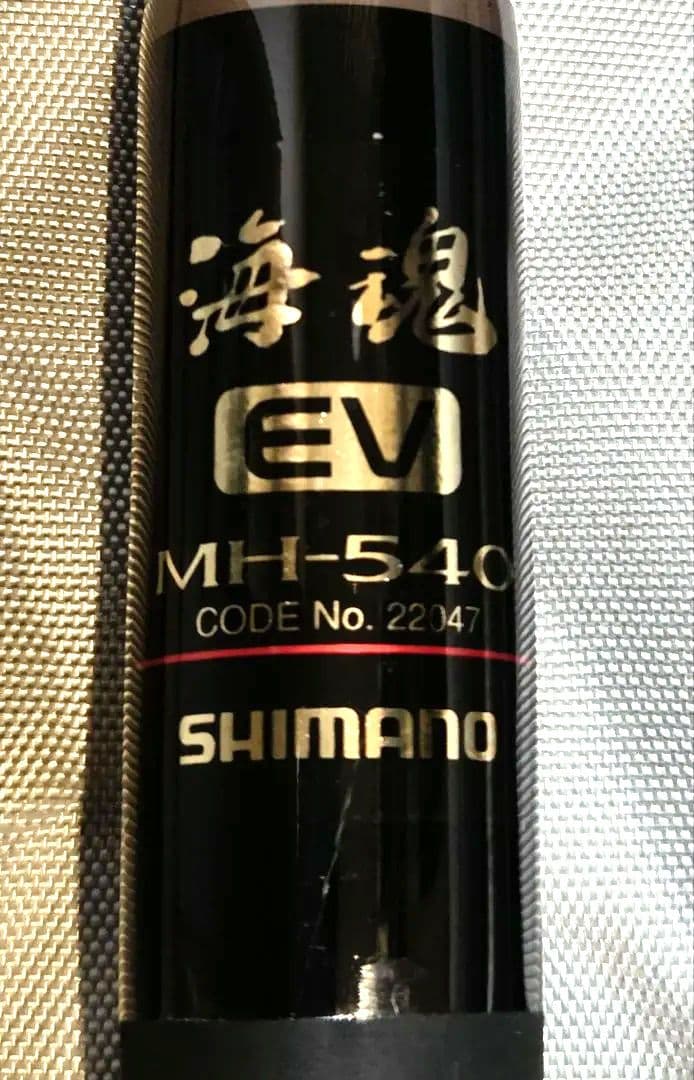 海魂
EV
MH-540
CODE No. 22047
SHIMANO